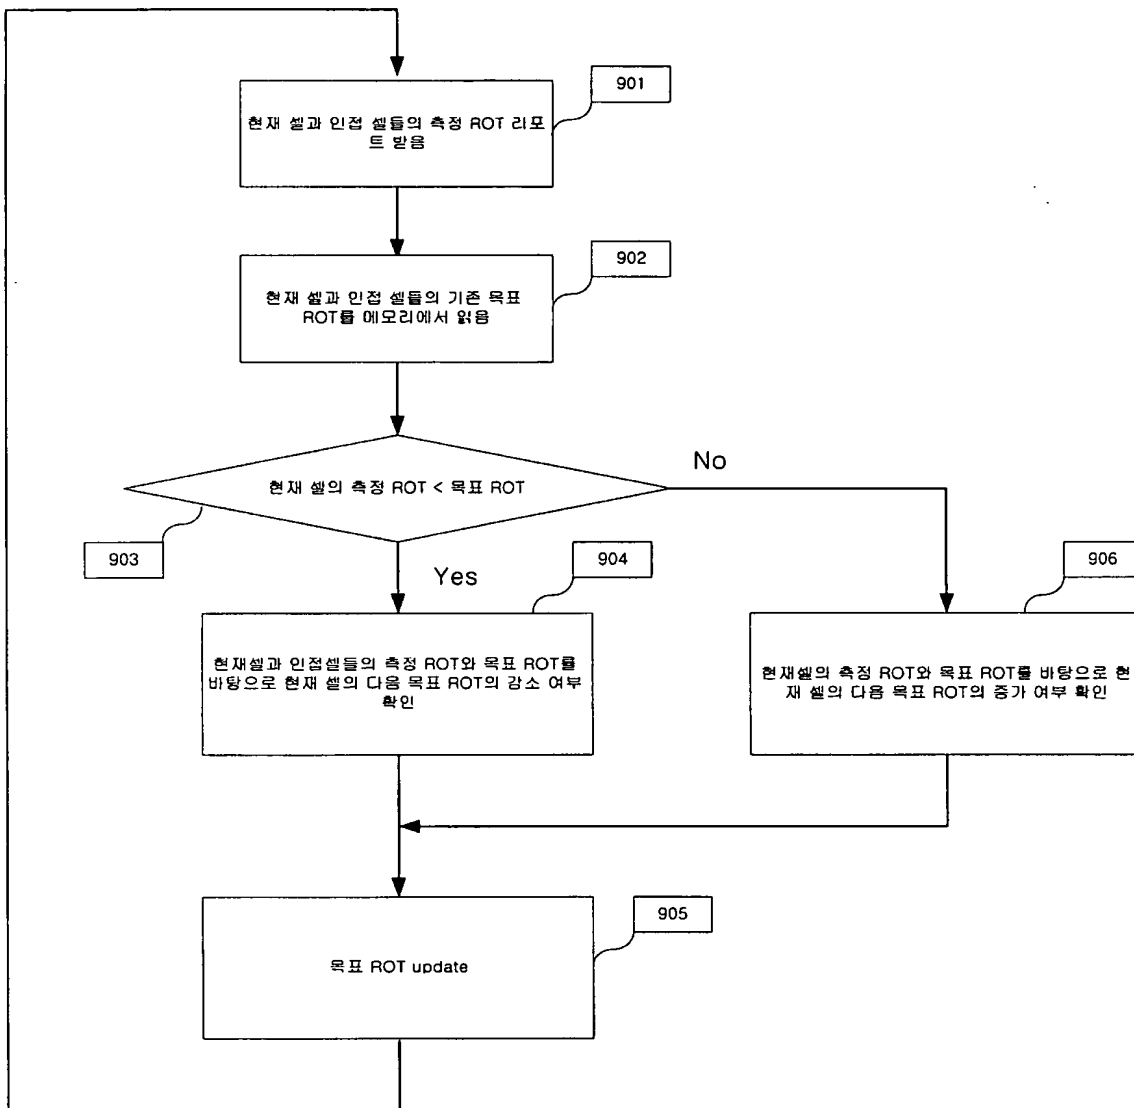 901
현재 셀과 인접 셀들의 측정 ROT 리포
트 받음
902
현재 셀과 인접 셀들의 기존 목표
ROT를 메모리에서 읽음
현재 셀의 측정 ROT < 목표 ROT
No
903
Yes
904
906
현재셀과 인접셀들의 측정 ROT와 목표 ROT를
바탕으로 현재 셀의 다음 목표 ROT의 감소 여부
확인
현재셀의 측정 ROT와 목표 ROT를 바탕으로 현
재 셀의 다음 목표 ROT의 증가 여부 확인
905
목표 ROT update